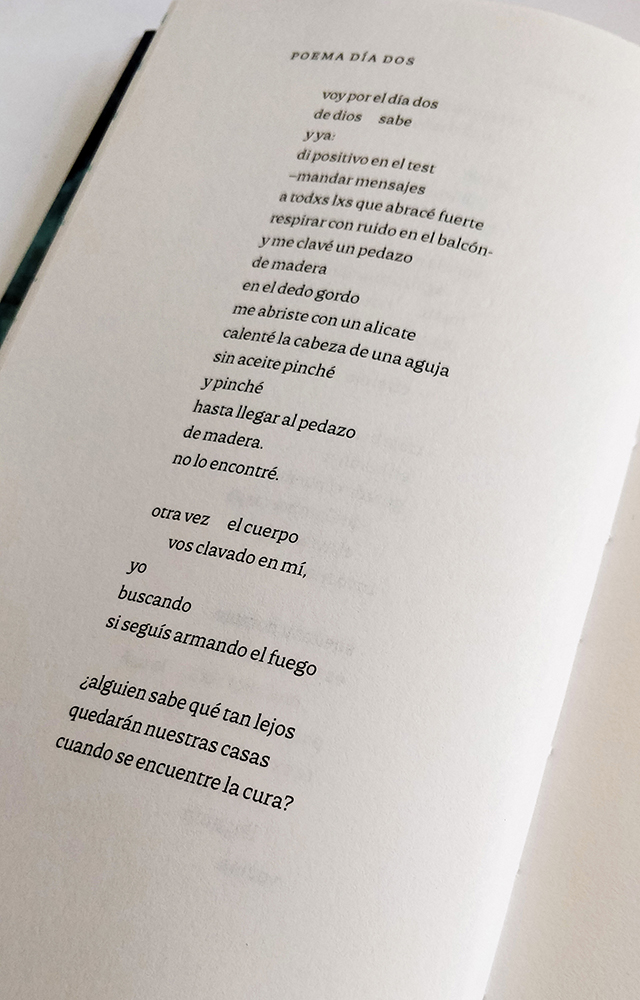 POEMA DÍA DOS
voy por el día dos
de dios sabe
y ya:
di positivo en el test
–mandar mensajes
a todxs lxs que abracé fuerte
respirar con ruido en el balcón-
y me clavé un pedazo
de madera
en el dedo gordo
me abriste con un alicate
calenté la cabeza de una aguja
sin aceite pinché
y pinché
hasta llegar al pedazo
de madera.
no lo encontré.
otra vez el cuerpo
vos clavado en mí,
yo
buscando
si seguís armando el fuego
¿alguien sabe qué tan lejos
quedarán nuestras casas
cuando se encuentre la cura?